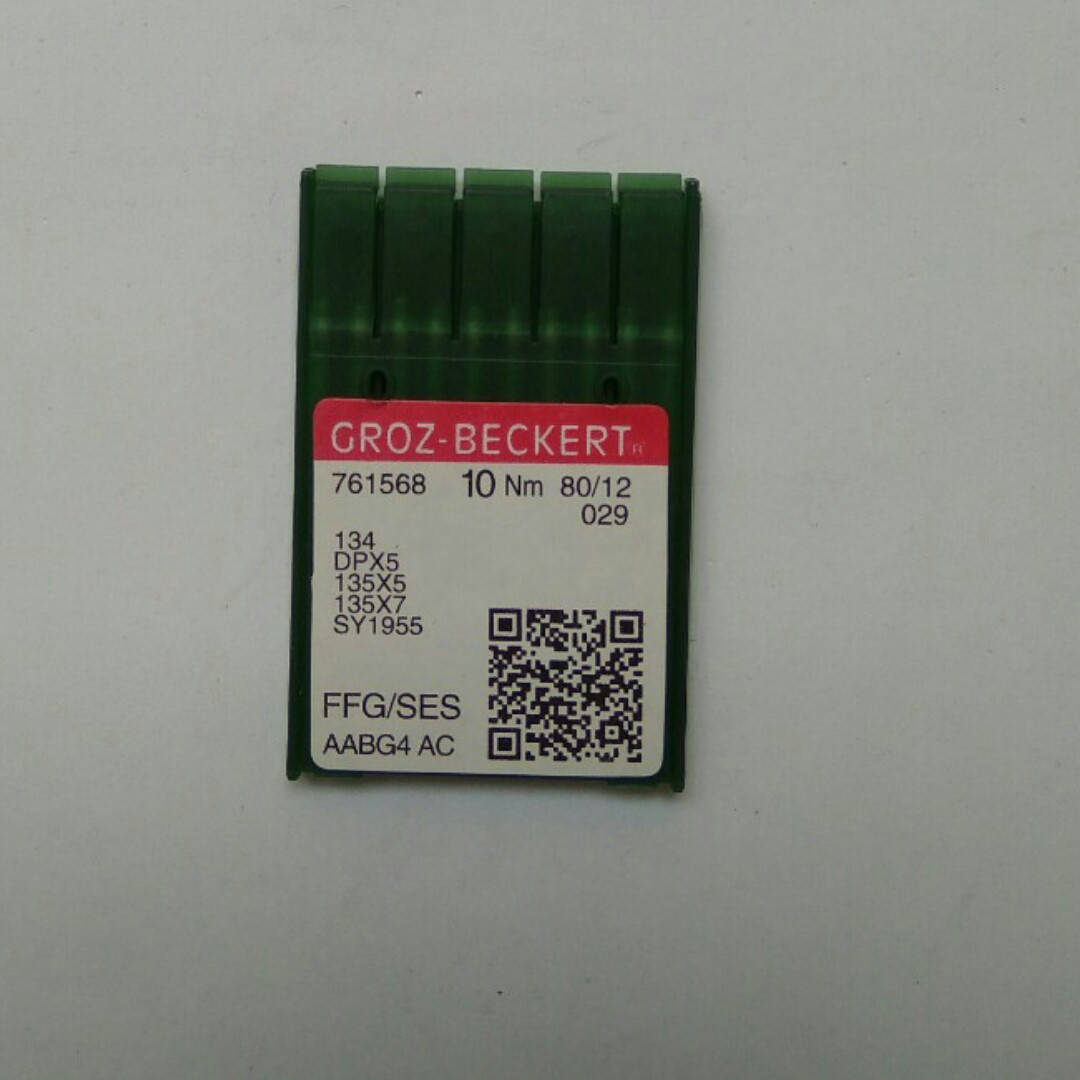 GROZ-BECKERT®
761568 10 Nm 80/12
029
134
DPX5
135X5
135X7
SY1955
FFG/SES
AABG4 AC